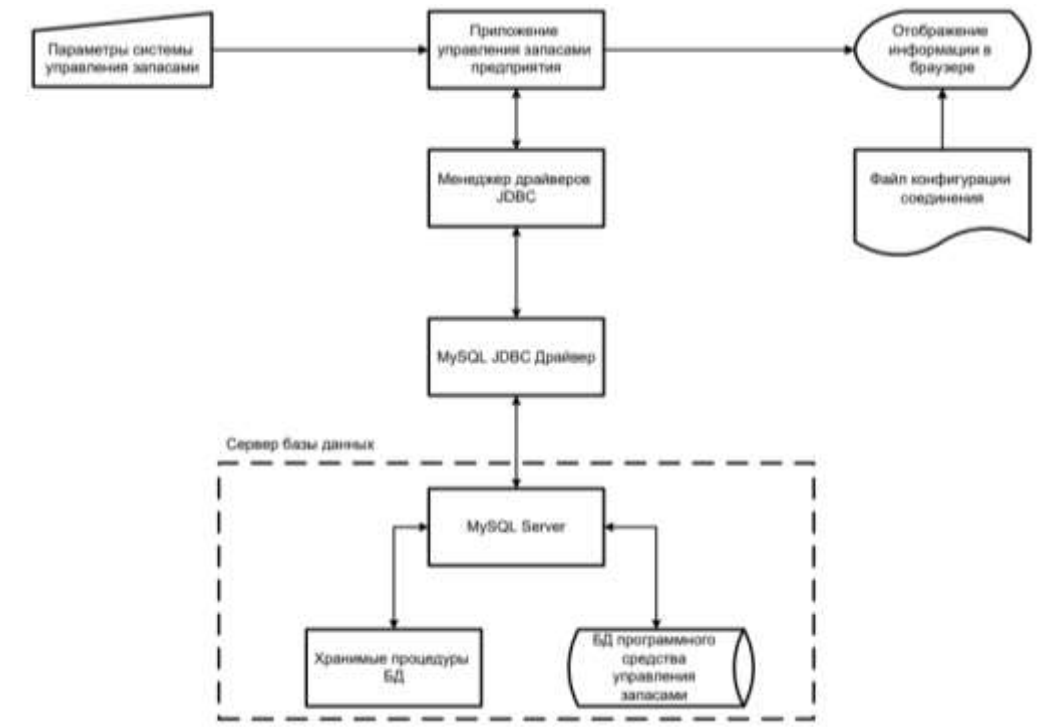 Параметры системы
управления запасами
Приложение
управления запасами
предприятия
Отображение
информации в
браузере
Менеджер драйверов
JDBC
Файл конфигурации
соединения
MySQL JDBC Драйвер
Сервер базы данных
MySQL Server
Хранимые процедуры
БД
БД программного
средства
управления
запасами